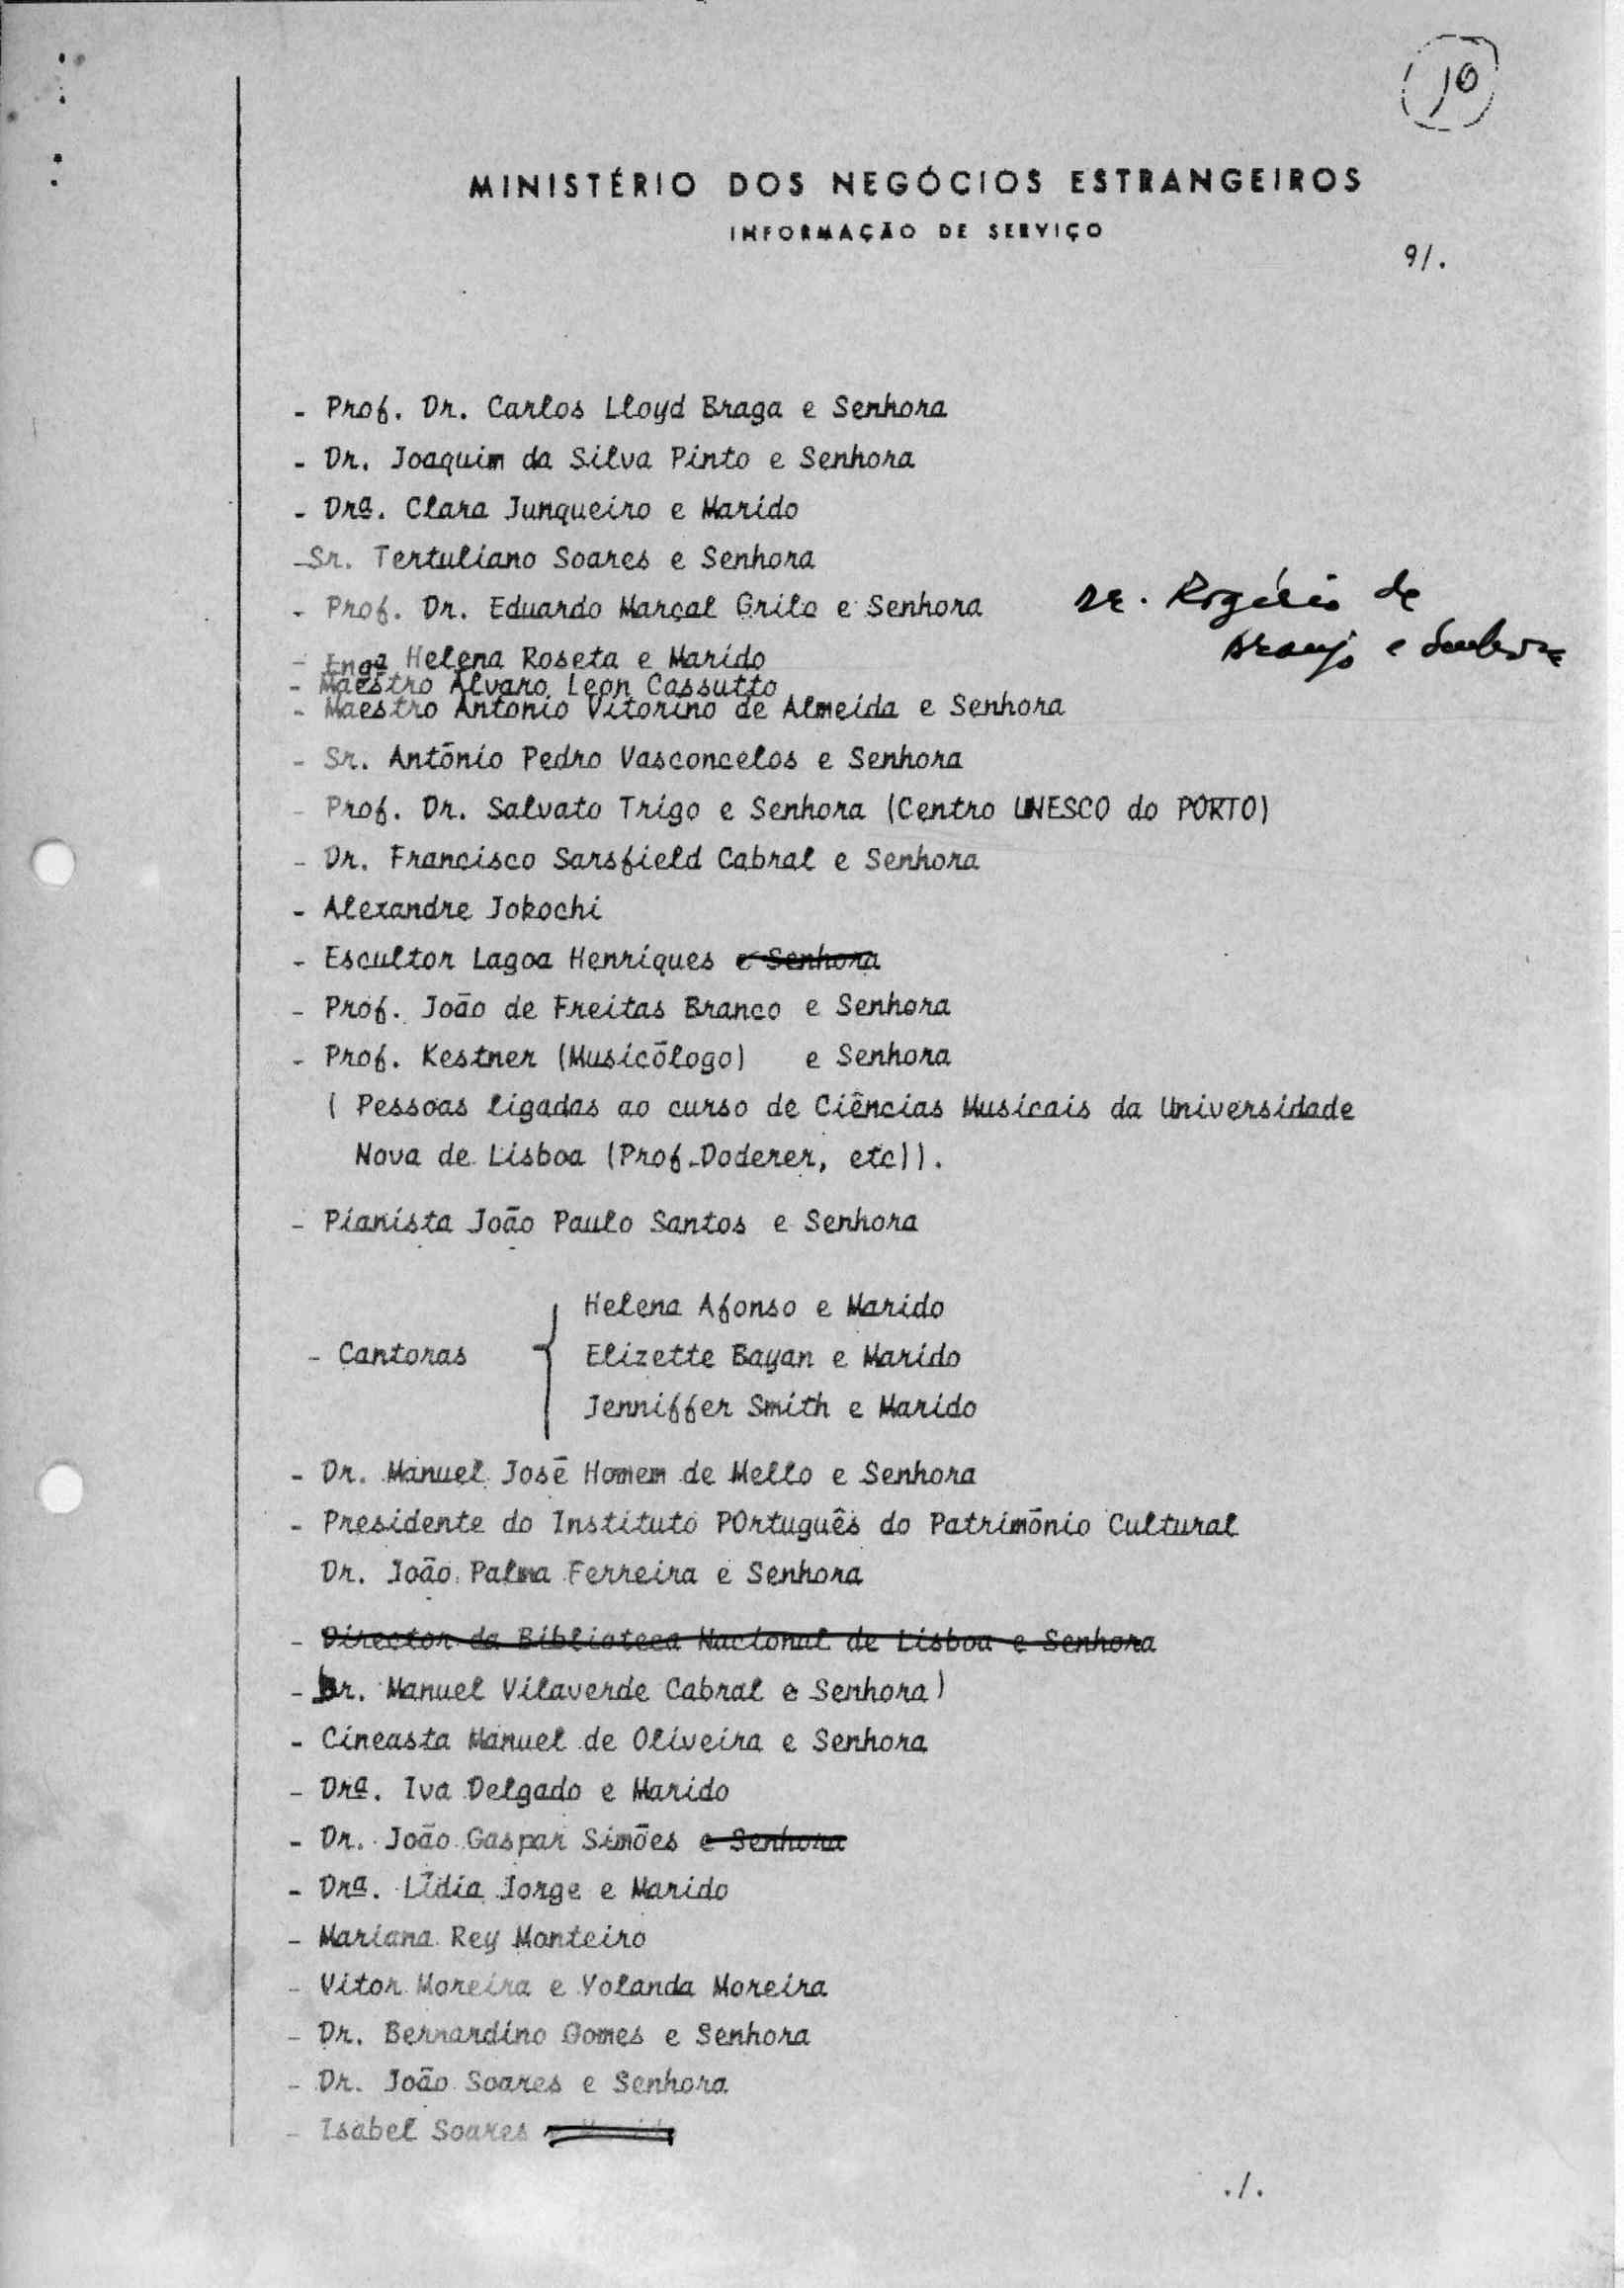 10
MINISTÉRIO DOS NEGÓCIOS ESTRANGEIROS
INFORMAÇÃO DE SERVIÇO
9/.
- Prof. Dr. Carlos Lloyd Braga e Senhora
- Dr. Joaquim da Silva Pinto e Senhora
- Drª. Clara Junqueiro e Marido
-Sr. Tertuliano Soares e Senhora
- Prof. Dr. Eduardo Marçal Grilo e Senhora
Dr. Rogério de
Araujo e Senhora
- Engª Helena Roseta e Marido
- Maestro Álvaro Leon Cassutto
- Maestro António Vitorino de Almeida e Senhora
- Sr. António Pedro Vasconcelos e Senhora
- Prof. Dr. Salvato Trigo e Senhora (Centro UNESCO do PORTO)
- Dr. Francisco Sarsfield Cabral e Senhora
- Alexandre Jokochi
- Escultor Lagoa Henriques e Senhora
- Prof. João de Freitas Branco e Senhora
- Prof. Kestner (Musicólogo) e Senhora
( Pessoas ligadas ao curso de Ciências Musicais da Universidade
Nova de Lisboa (Prof.Doderer, etc)).
- Pianista João Paulo Santos e Senhora
Helena Afonso e Marido
- Cantoras { Elizette Bayan e Marido
Jenniffer Smith e Marido
- Dr. Manuel José Homem de Mello e Senhora
- Presidente do Instituto POrtuguês do Património Cultural
Dr. João Palma Ferreira e Senhora
- Director da Biblioteca Nacional de Lisboa e Senhora
- Dr. Manuel Vilaverde Cabral e Senhora)
- Cineasta Manuel de Oliveira e Senhora
- Drª. Iva Delgado e Marido
- Dr. João Gaspar Simões e Senhora
- Drª. Lídia Jorge e Marido
- Mariana Rey Monteiro
- Vitor Moreira e Yolanda Moreira
- Dr. Bernardino Gomes e Senhora
- Dr. João Soares e Senhora
- Isabel Soares
./.